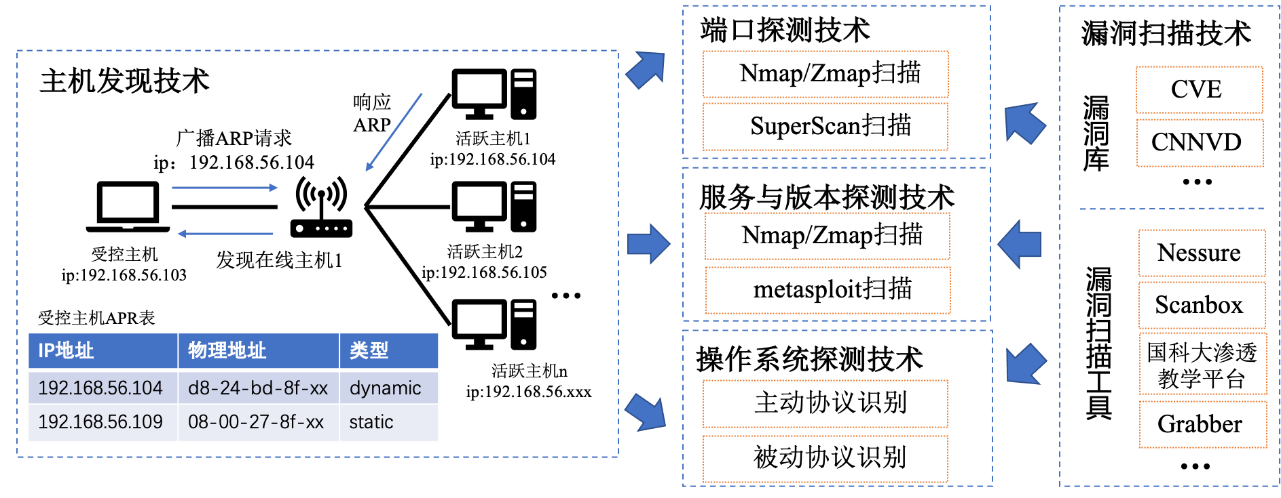 主机发现技术
广播ARP请求
ip：192.168.56.104
响应
ARP
活跃主机1
ip:192.168.56.104
受控主机
ip:192.168.56.103
发现在线主机1
活跃主机2
ip:192.168.56.105
...
活跃主机n
ip:192.168.56.xxx
受控主机APR表
IP地址 物理地址 类型
192.168.56.104 d8-24-bd-8f-xx dynamic
192.168.56.109 08-00-27-8f-xx static
端口探测技术
Nmap/Zmap扫描
SuperScan扫描
服务与版本探测技术
Nmap/Zmap扫描
metasploit扫描
操作系统探测技术
主动协议识别
被动协议识别
漏洞扫描技术
漏洞库
CVE
CNNVD
...
漏洞扫描工具
Nessure
Scanbox
国科大渗透
教学平台
Grabber
...